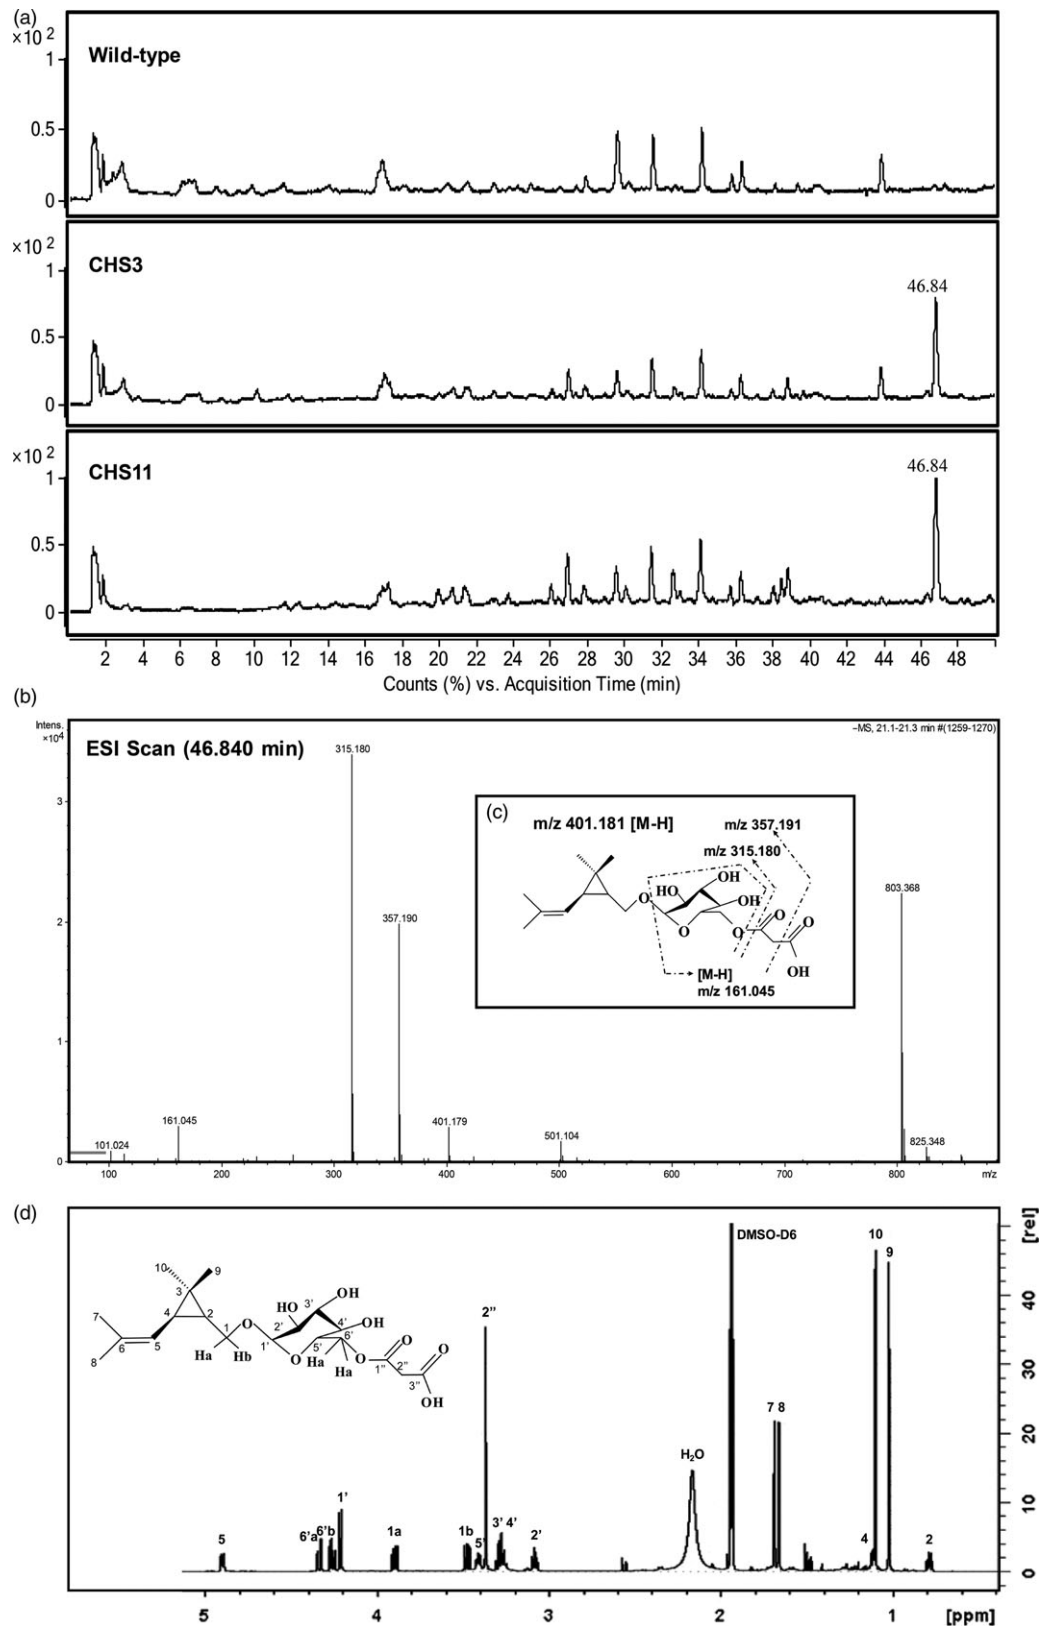 (a)
×10 2
1
Wild-type
0.5
0
×10 2
1
CHS3
46.84
0.5
0
×10 2
1
CHS11
46.84
0.5
0
2 4 6 8 10 12 14 16 18 20 22 24 26 28 30 32 34 36 38 40 42 44 46 48
Counts (%) vs. Acquisition Time (min)
(b)
Intens.
×10⁴
ESI Scan (46.840 min)
−MS, 21.1-21.3 min #(1259-1270)
315.180
3
(c)
m/z 401.181 [M-H]
m/z 357.191
m/z 315.180
OH
HO
OH
O
O
O
O
O
OH
[M-H]
m/z 161.045
803.368
357.190
2
1
161.045
101.024
401.179
501.104
825.348
0
100 200 300 400 500 600 700 800 m/z
(d)
10
9
3
4
2
7
6
5
8
1
Ha
Hb
O
HO
3'
OH
2'
4'
OH
1'
O
5'
6'
Ha
Ha
O
1"
O
2"
O
3"
OH
DMSO-D6
10
9
2"
7 8
H₂O
5
6'a
6'b
1'
1a
1b
5'
3' 4'
2'
4
2
[rel]
40
30
20
10
0
5 4 3 2 1 [ppm]